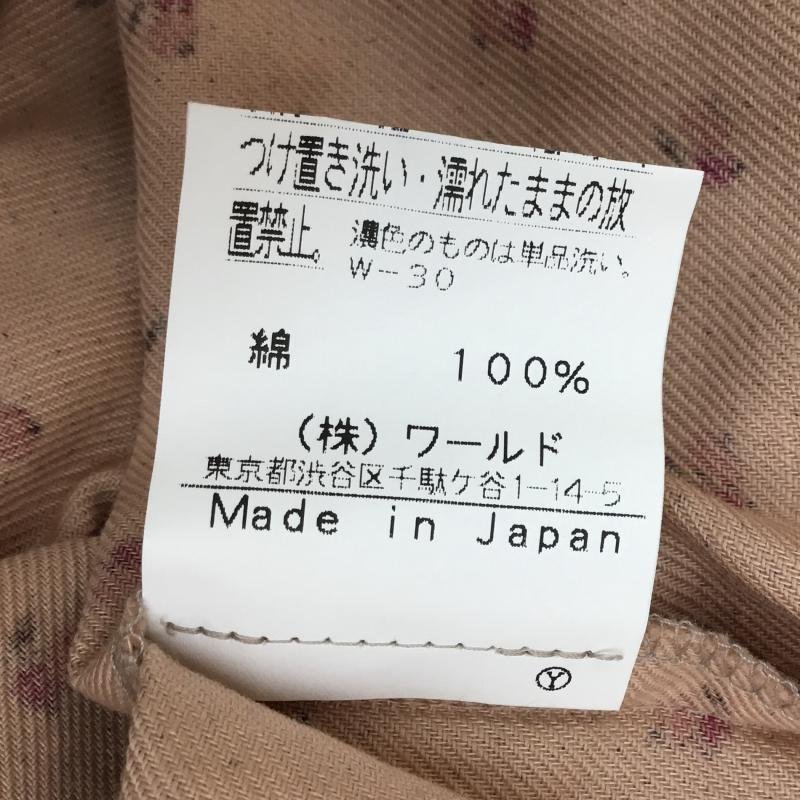 つけ置き洗い・濡れたままの放
置禁止。 濃色のものは単品洗い。
W-30
綿 100%
(株)ワールド
東京都渋谷区千駄ケ谷1-14-5
Made in Japan
Y